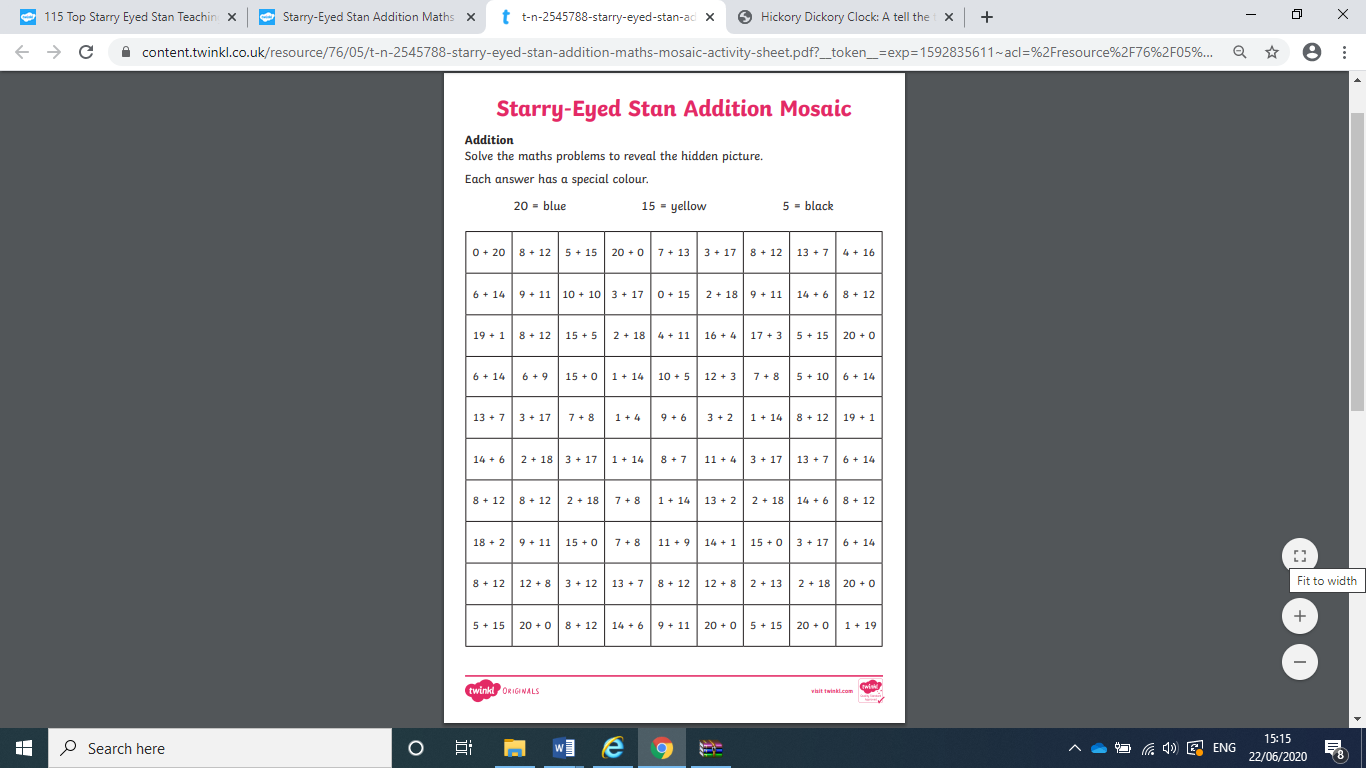 115 Top Starry Eyed Stan Teachin
Starry-Eyed Stan Addition Maths
t-n-2545788-starry-eyed-stan-ad
Hickory Dickory Clock: A tell the
content.twinkl.co.uk/resource/76/05/t-n-2545788-starry-eyed-stan-addition-maths-mosaic-activity-sheet.pdf?__token__=exp=1592835611~acl=%2Fresource%2F76%2F05%...
Starry-Eyed Stan Addition Mosaic
Addition
Solve the maths problems to reveal the hidden picture.
Each answer has a special colour.
20 = blue 15 = yellow 5 = black
0 + 20 8 + 12 5 + 15 20 + 0 7 + 13 3 + 17 8 + 12 13 + 7 4 + 16
6 + 14 9 + 11 10 + 10 3 + 17 0 + 15 2 + 18 9 + 11 14 + 6 8 + 12
19 + 1 8 + 12 15 + 5 2 + 18 4 + 11 16 + 4 17 + 3 5 + 15 20 + 0
6 + 14 6 + 9 15 + 0 1 + 14 10 + 5 12 + 3 7 + 8 5 + 10 6 + 14
13 + 7 3 + 17 7 + 8 1 + 4 9 + 6 3 + 2 1 + 14 8 + 12 19 + 1
14 + 6 2 + 18 3 + 17 1 + 14 8 + 7 11 + 4 3 + 17 13 + 7 6 + 14
8 + 12 8 + 12 2 + 18 7 + 8 1 + 14 13 + 2 2 + 18 14 + 6 8 + 12
18 + 2 9 + 11 15 + 0 7 + 8 11 + 9 14 + 1 15 + 0 3 + 17 6 + 14
8 + 12 12 + 8 3 + 12 13 + 7 8 + 12 12 + 8 2 + 13 2 + 18 20 + 0
5 + 15 20 + 0 8 + 12 14 + 6 9 + 11 20 + 0 5 + 15 20 + 0 1 + 19
twinkl ORIGINALS
visit twinkl.com
twinkl
Fit to width
Search here
ENG
15:15
22/06/2020
8